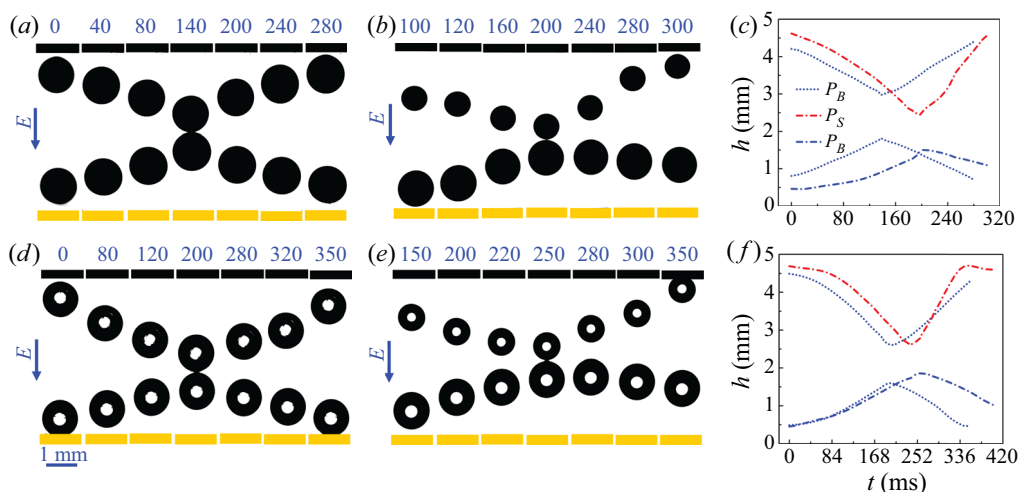 (a) 0 40 80 140 200 240 280
E
(b) 100 120 160 200 240 280 300
E
(c)
h (mm)
5
4
3
2
1
0
P_B
P_S
P_B
0 80 160 240 320
(d) 0 80 120 200 280 320 350
E
1 mm
(e) 150 200 220 250 280 300 350
E
(f)
h (mm)
5
4
3
2
1
0
0 84 168 252 336 420
t (ms)